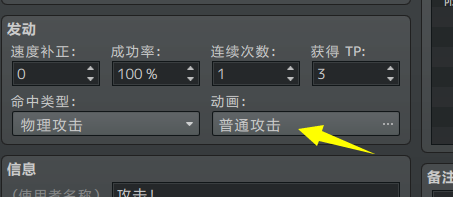 发动
速度补正: 成功率: 连续次数: 获得 TP:
0 100 % 1 3
命中类型: 动画:
物理攻击 普通攻击 ...
信息
(使用者名称) 攻击!
备注